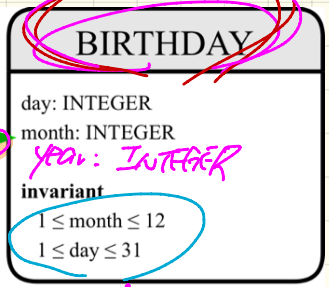 BIRTHDAY
day: INTEGER
month: INTEGER
year: INTEGER
invariant
1 ≤ month ≤ 12
1 ≤ day ≤ 31